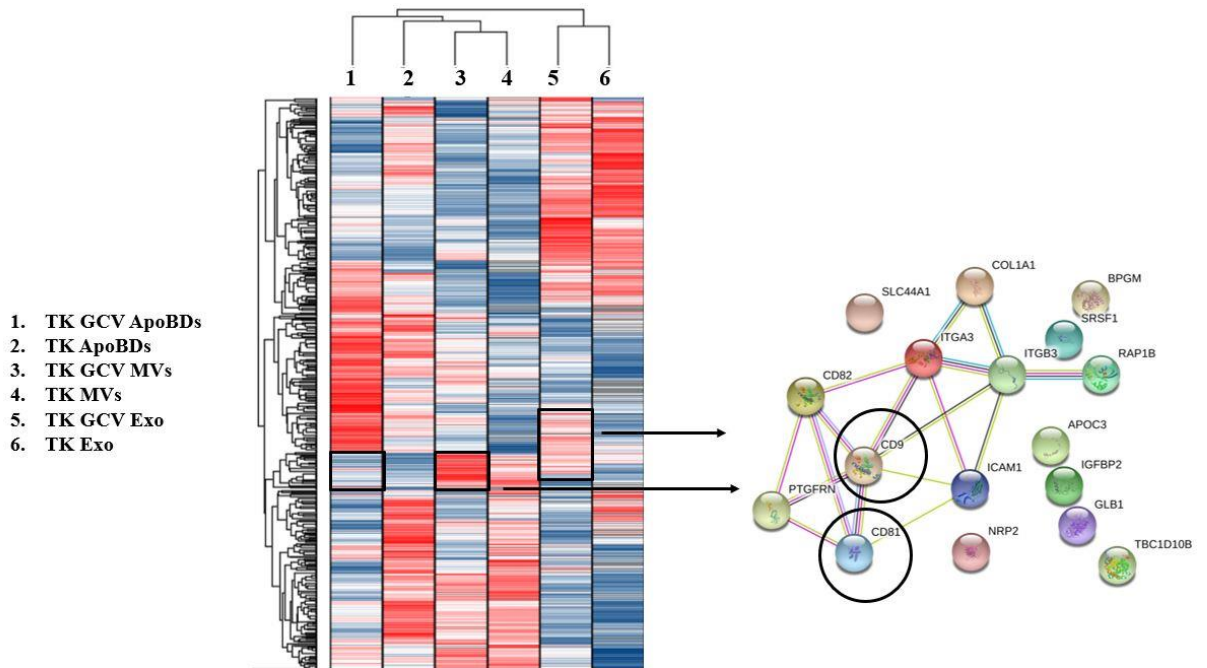 1 2 3 4 5 6
1. TK GCV ApoBDs
2. TK ApoBDs
3. TK GCV MVs
4. TK MVs
5. TK GCV Exo
6. TK Exo
COL1A1
BPGM
SLC44A1
SRSF1
ITGA3
ITGB3
RAP1B
CD82
APOC3
CD9
ICAM1
IGFBP2
PTGFRN
GLB1
CD81
NRP2
TBC1D10B